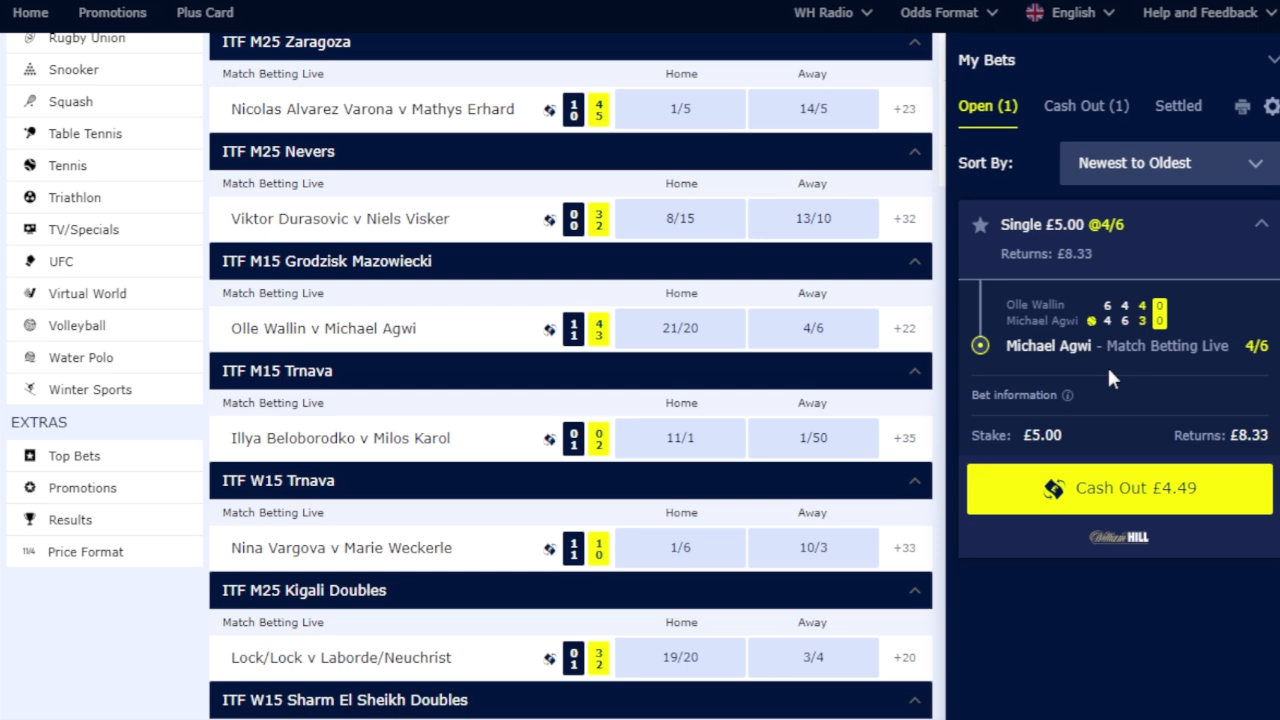 Home Promotions Plus Card WH Radio Odds Format English Help and Feedback
Rugby Union
Snooker
Squash
Table Tennis
Tennis
Triathlon
TV/Specials
UFC
Virtual World
Volleyball
Water Polo
Winter Sports
EXTRAS
Top Bets
Promotions
Results
Price Format
ITF M25 Zaragoza
Match Betting Live Home Away
Nicolas Alvarez Varona v Mathys Erhard 1 0 4 5 1/5 14/5 +23
ITF M25 Nevers
Match Betting Live Home Away
Viktor Durasovic v Niels Visker 0 0 3 2 8/15 13/10 +32
ITF M15 Grodzisk Mazowiecki
Match Betting Live Home Away
Olle Wallin v Michael Agwi 1 1 4 3 21/20 4/6 +22
ITF M15 Trnava
Match Betting Live Home Away
Illya Beloborodko v Milos Karol 0 1 0 2 11/1 1/50 +35
ITF W15 Trnava
Match Betting Live Home Away
Nina Vargova v Marie Weckerle 1 1 1 0 1/6 10/3 +33
ITF M25 Kigali Doubles
Match Betting Live Home Away
Lock/Lock v Laborde/Neuchrist 0 1 3 2 19/20 3/4 +20
ITF W15 Sharm El Sheikh Doubles
My Bets
Open (1) Cash Out (1) Settled
Sort By: Newest to Oldest
Single £5.00 @4/6
Returns: £8.33
Olle Wallin 6 4 4 0
Michael Agwi 4 6 3 0
Michael Agwi - Match Betting Live 4/6
Bet information
Stake: £5.00 Returns: £8.33
Cash Out £4.49
William HILL